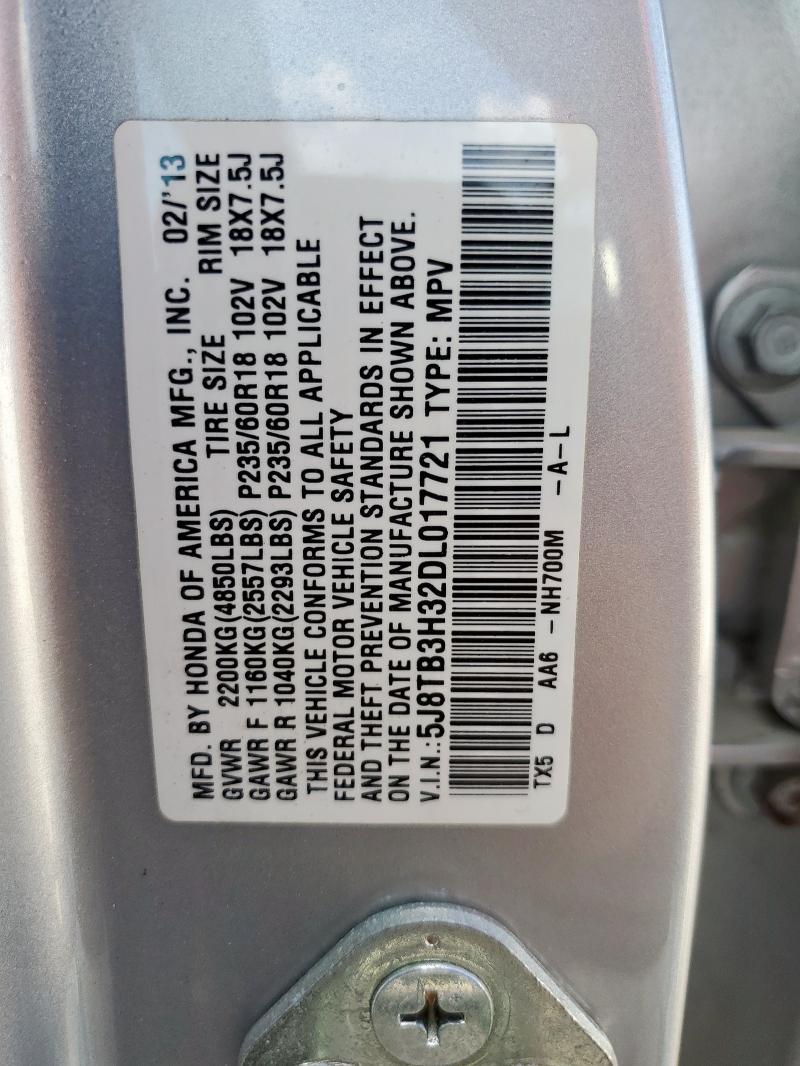 MFD. BY HONDA OF AMERICA MFG., INC. 02/'13
GVWR 2200KG(4850LBS) TIRE SIZE RIM SIZE
GAWR F 1160KG(2557LBS) P235/60R18 102V 18X7.5J
GAWR R 1040KG(2293LBS) P235/60R18 102V 18X7.5J
THIS VEHICLE CONFORMS TO ALL APPLICABLE
FEDERAL MOTOR VEHICLE SAFETY
AND THEFT PREVENTION STANDARDS IN EFFECT
ON THE DATE OF MANUFACTURE SHOWN ABOVE.
V.I.N.:5J8TB3H32DL017721 TYPE: MPV
TX5 D AA6 -NH700M -A-L